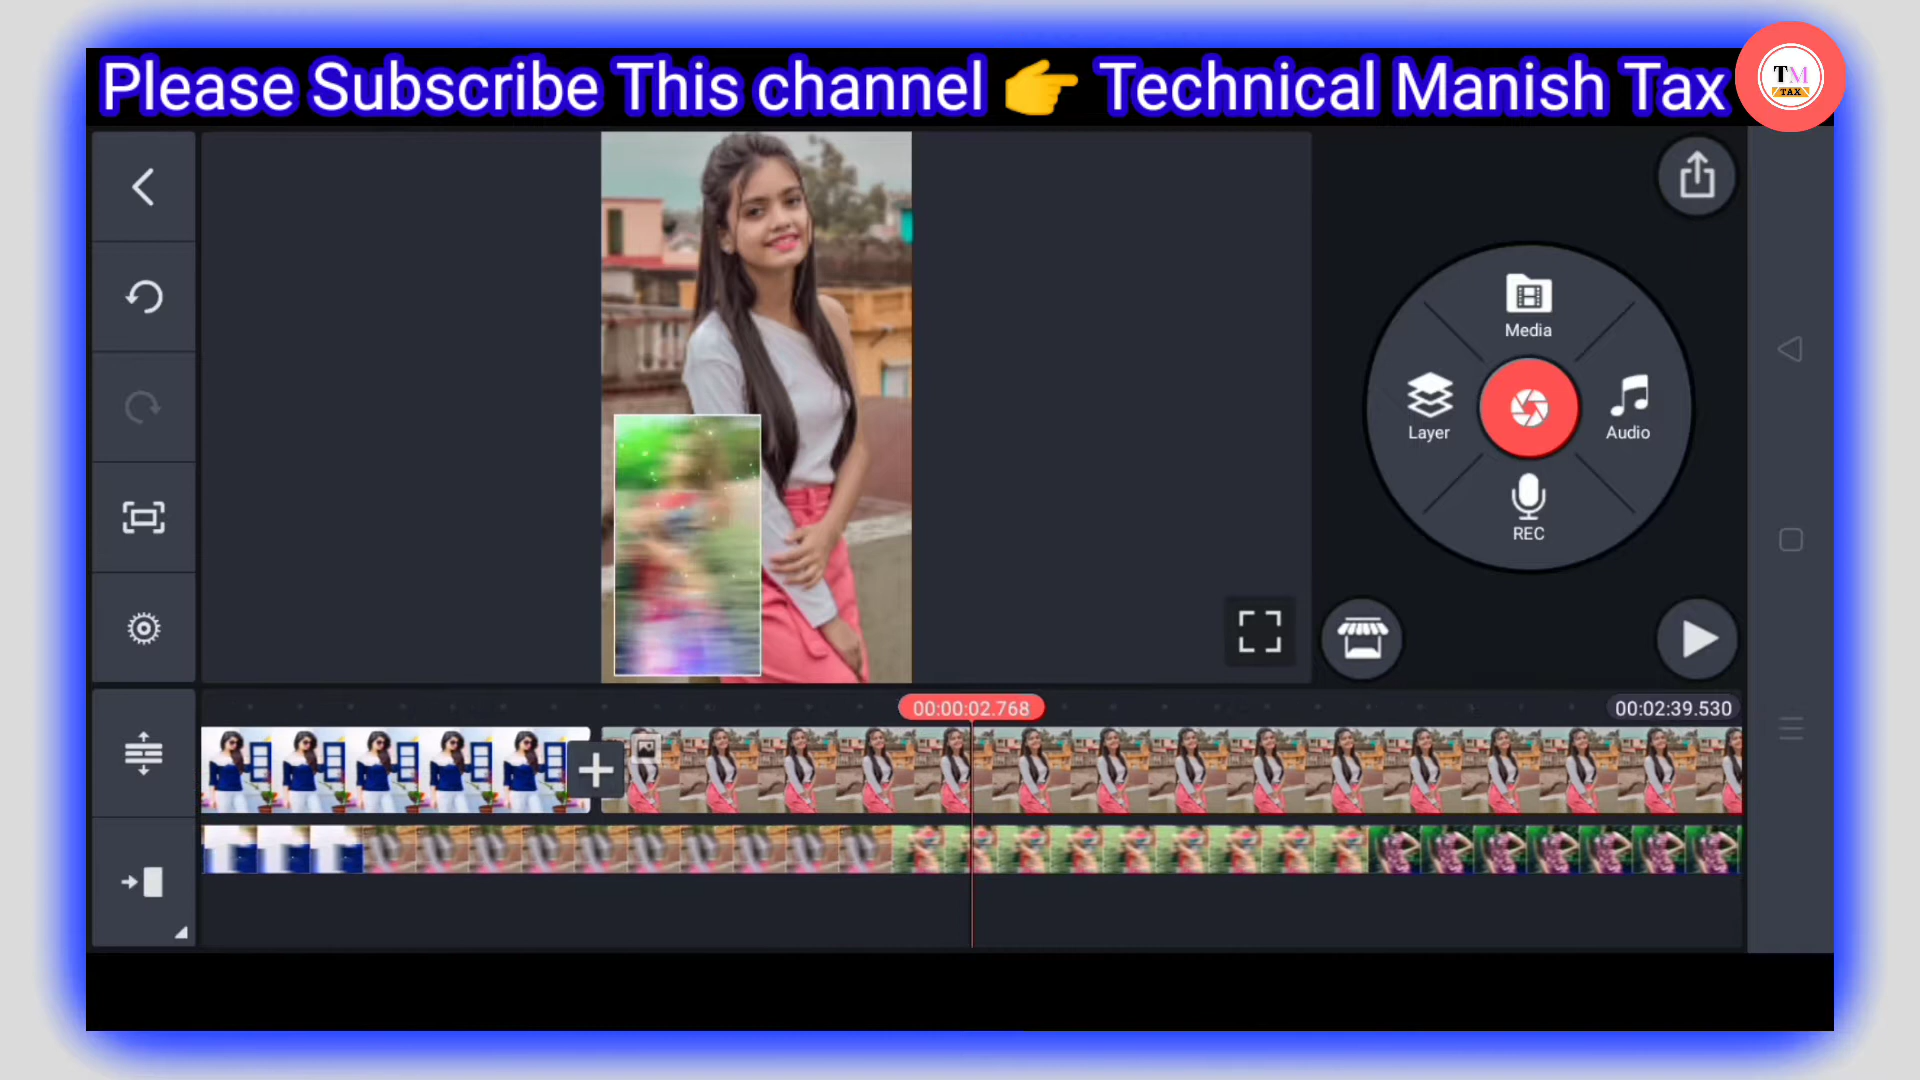 Please Subscribe This channel 👉 Technical Manish Tax
TM
TAX
Media
Layer
Audio
REC
00:00:02.768
00:02:39.530